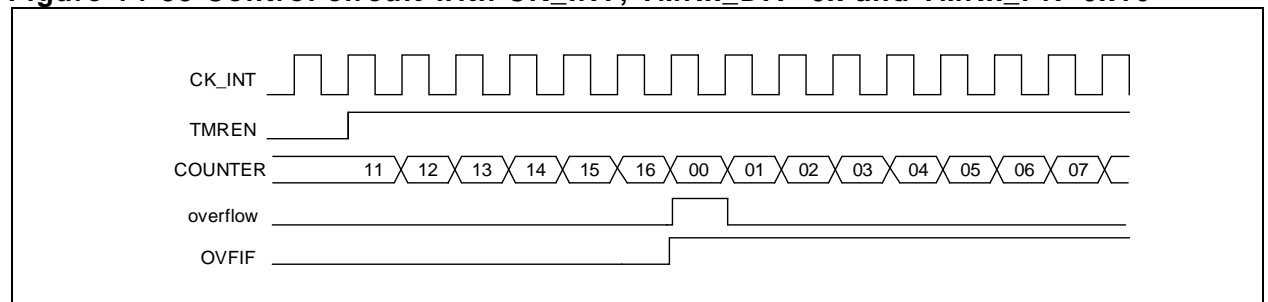 CK_INT
TMREN
COUNTER 11 12 13 14 15 16 00 01 02 03 04 05 06 07
overflow
OVFIF